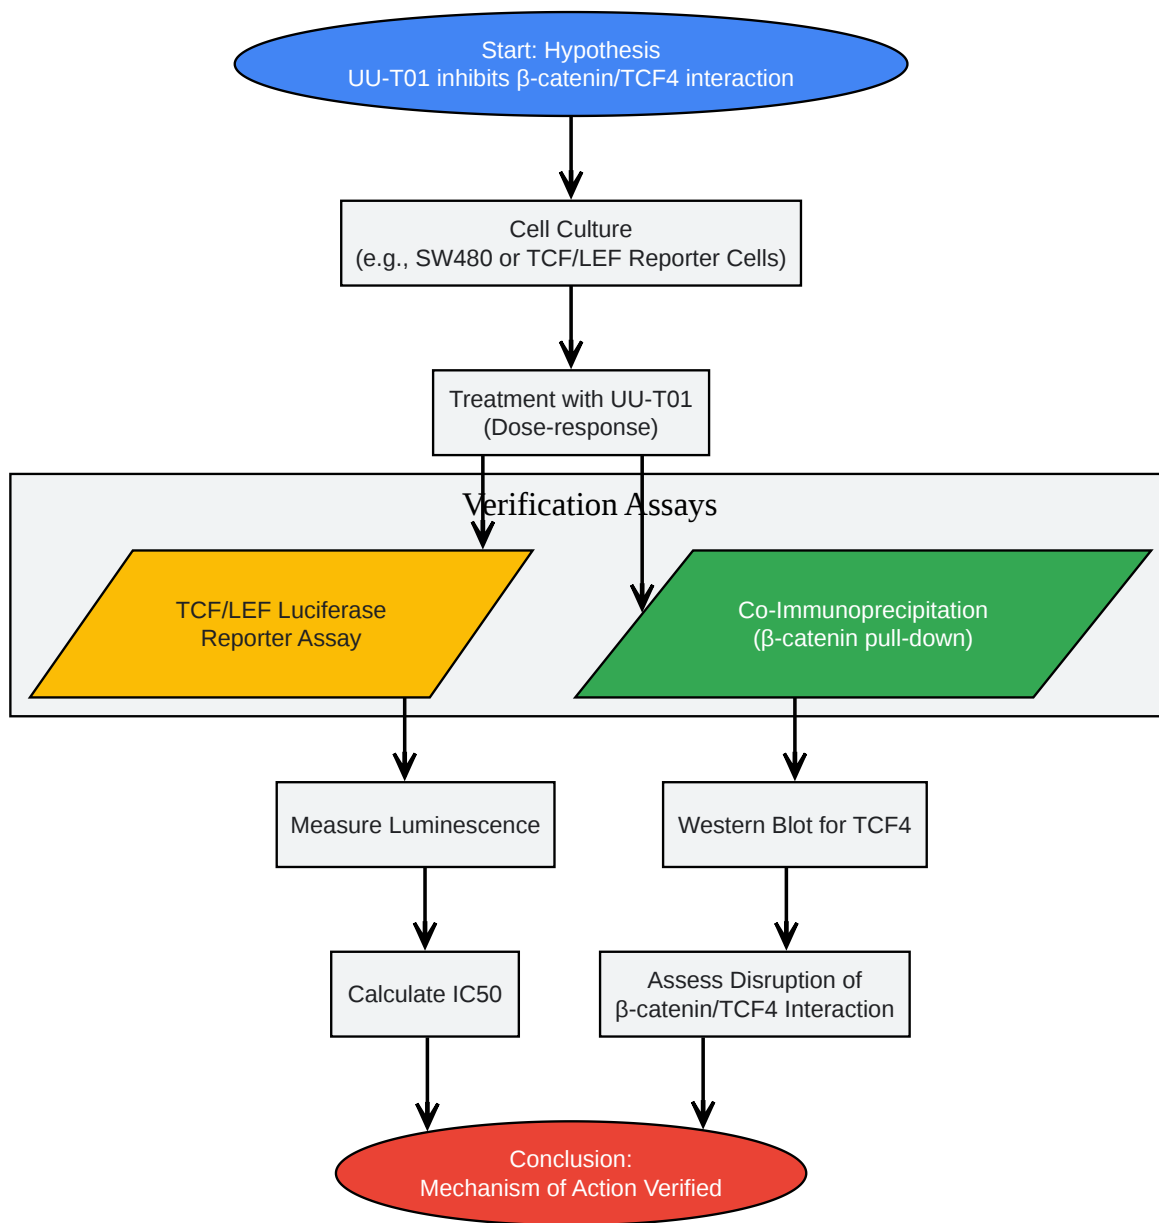 Start: Hypothesis
UU-T01 inhibits β-catenin/TCF4 interaction
Cell Culture
(e.g., SW480 or TCF/LEF Reporter Cells)
Treatment with UU-T01
(Dose-response)
Verification Assays
TCF/LEF Luciferase
Reporter Assay
Co-Immunoprecipitation
(β-catenin pull-down)
Measure Luminescence
Western Blot for TCF4
Calculate IC50
Assess Disruption of
β-catenin/TCF4 Interaction
Conclusion:
Mechanism of Action Verified